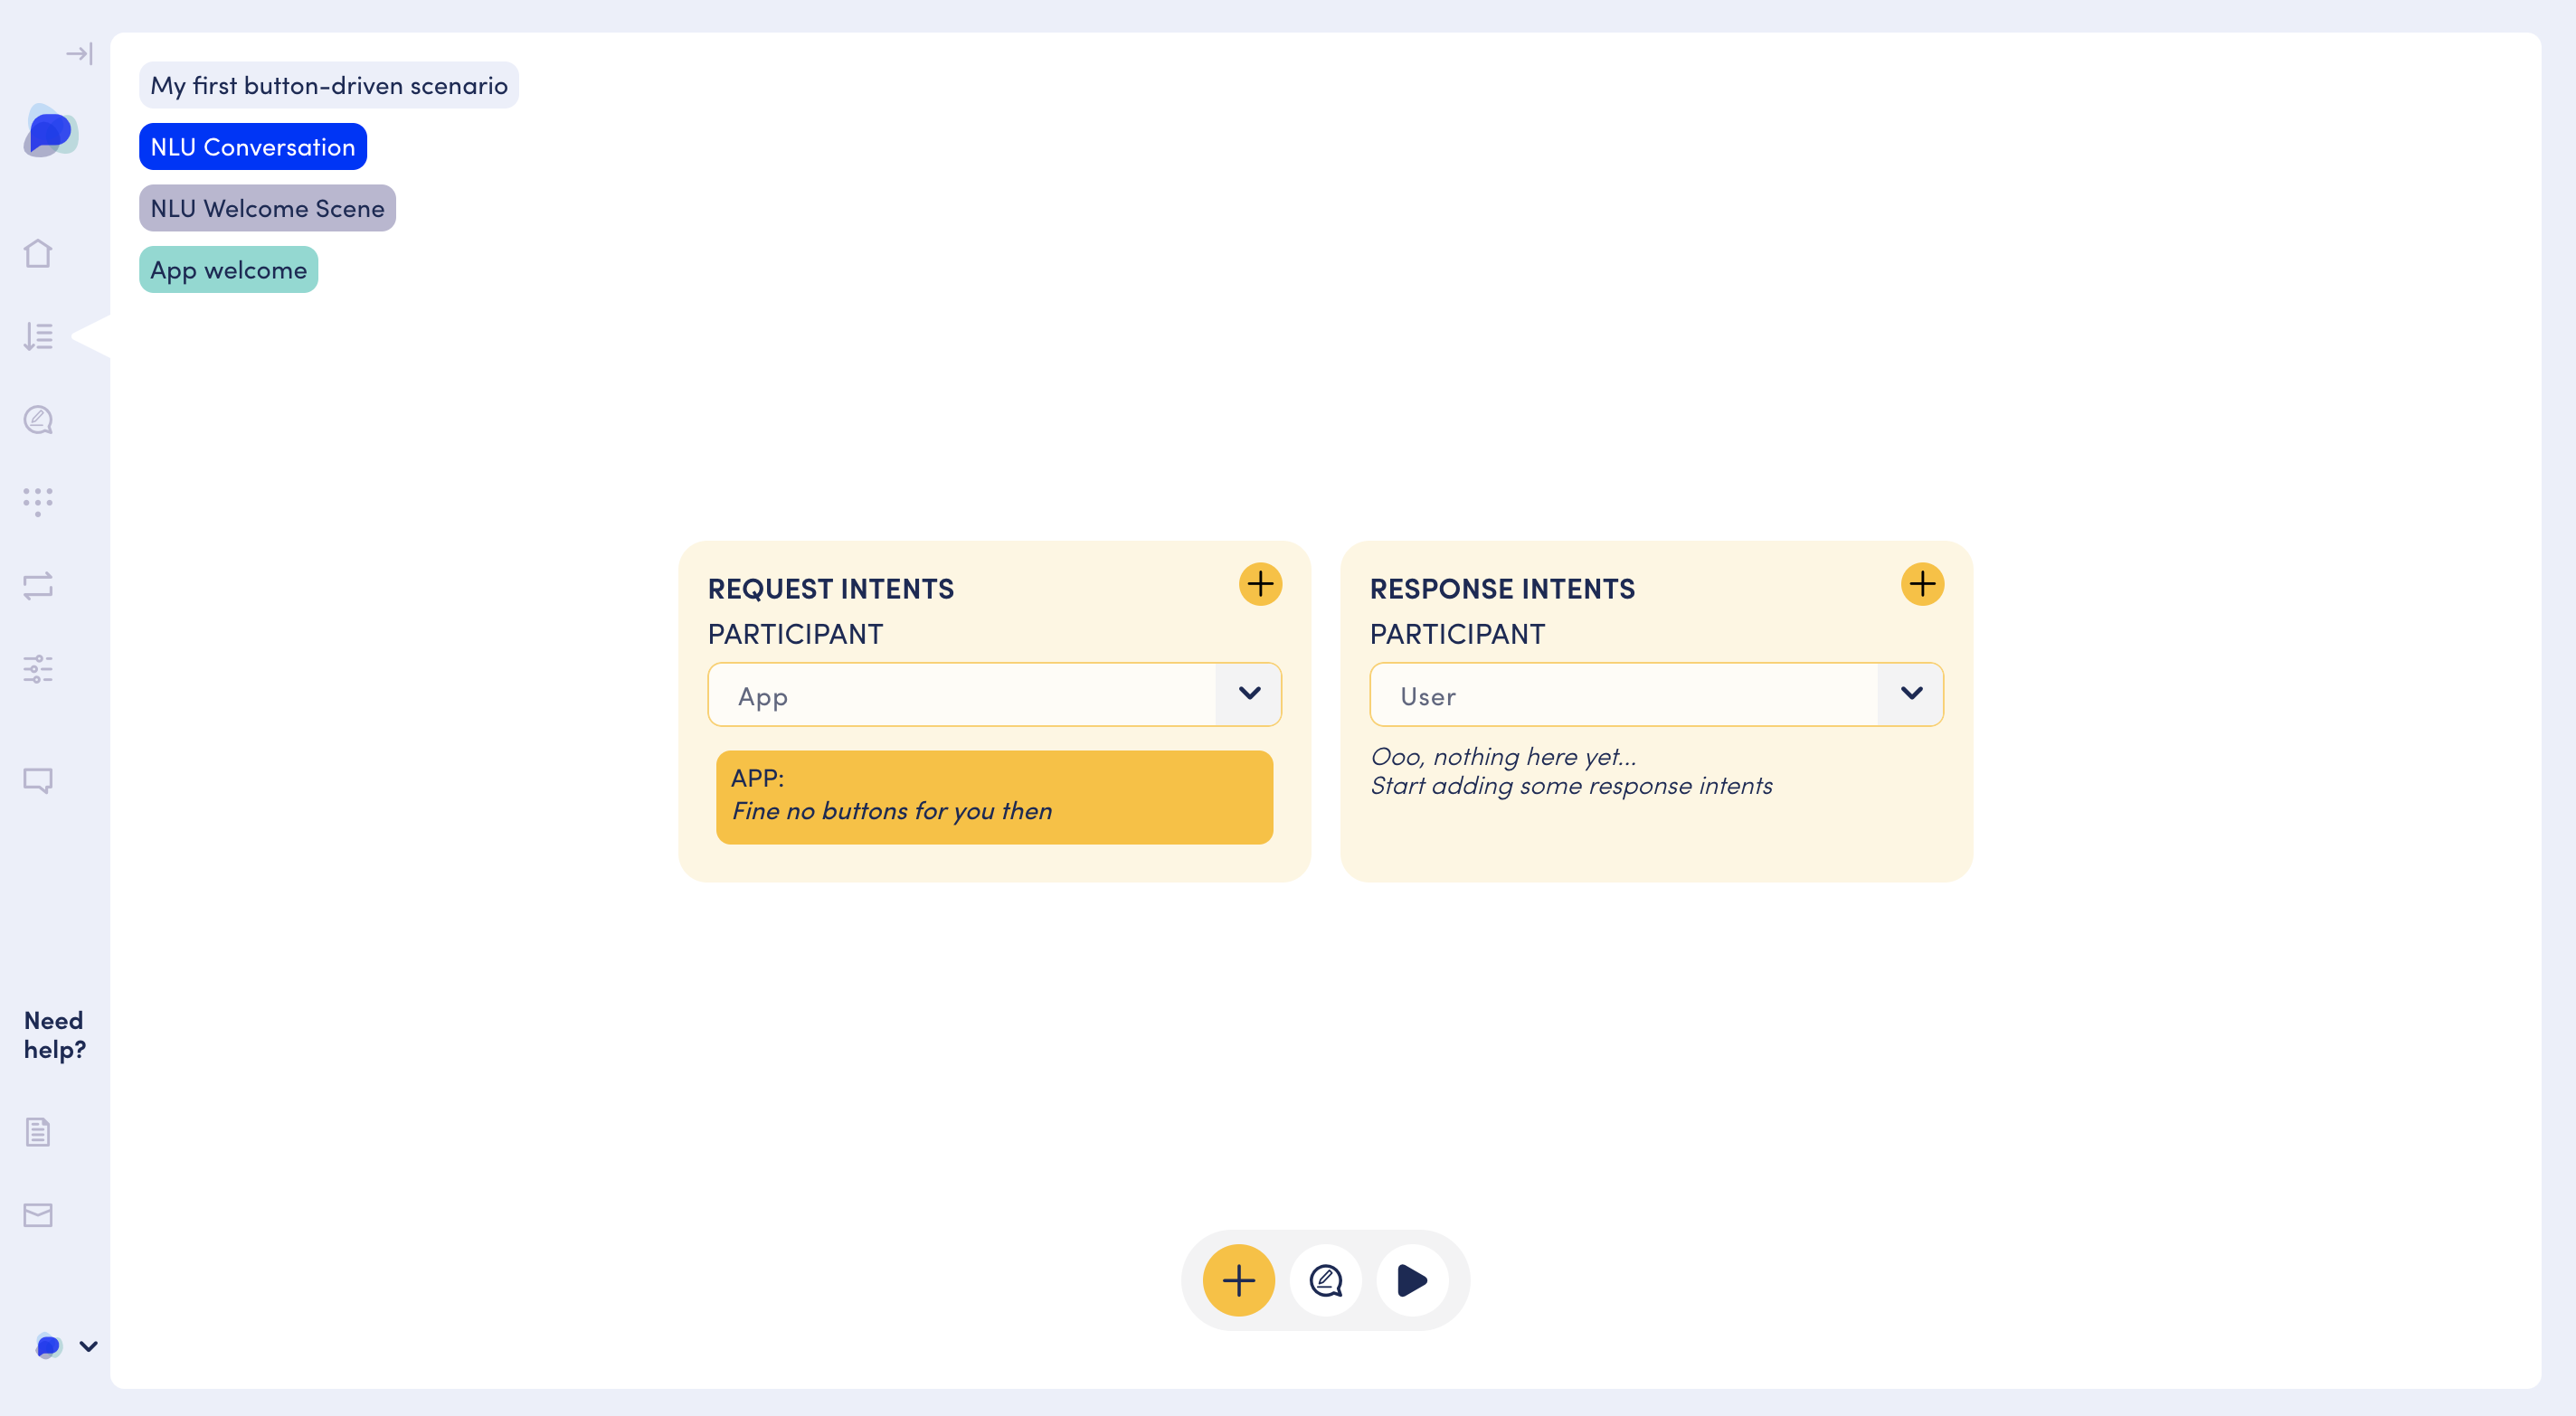 My first button-driven scenario
NLU Conversation
NLU Welcome Scene
App welcome
REQUEST INTENTS
PARTICIPANT
App
APP:
Fine no buttons for you then
RESPONSE INTENTS
PARTICIPANT
User
Ooo, nothing here yet...
Start adding some response intents
Need
help?